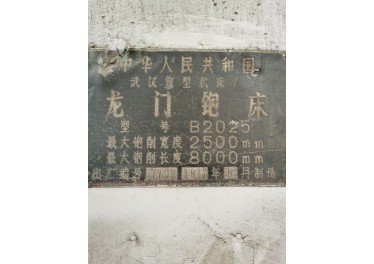 中华人民共和国
武汉重型机床厂
龙门铇床
型号 B2025
最大铇削宽度 2500mm
最大铇削长度 8000mm
出厂编号 年 月制造